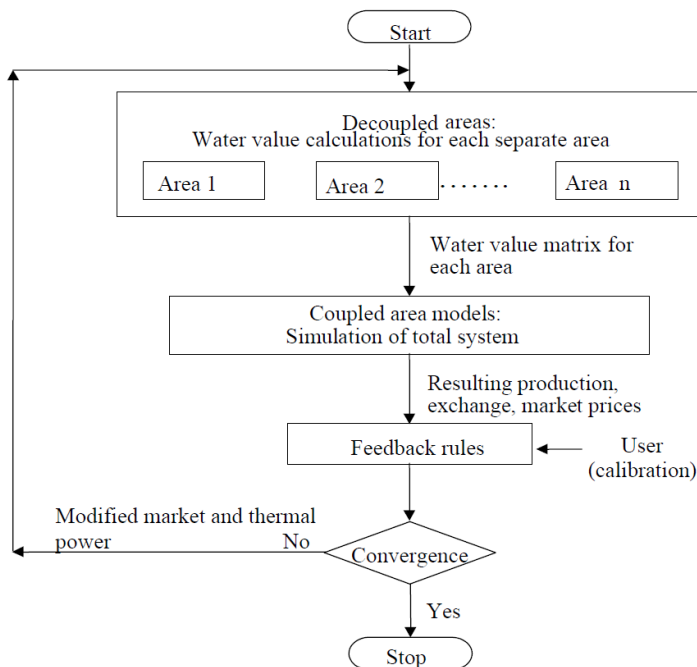 Start
Decoupled areas:
Water value calculations for each separate area
Area 1
Area 2
.......
Area n
Water value matrix for
each area
Coupled area models:
Simulation of total system
Resulting production,
exchange, market prices
Feedback rules
User
(calibration)
Modified market and thermal
power
No
Convergence
Yes
Stop